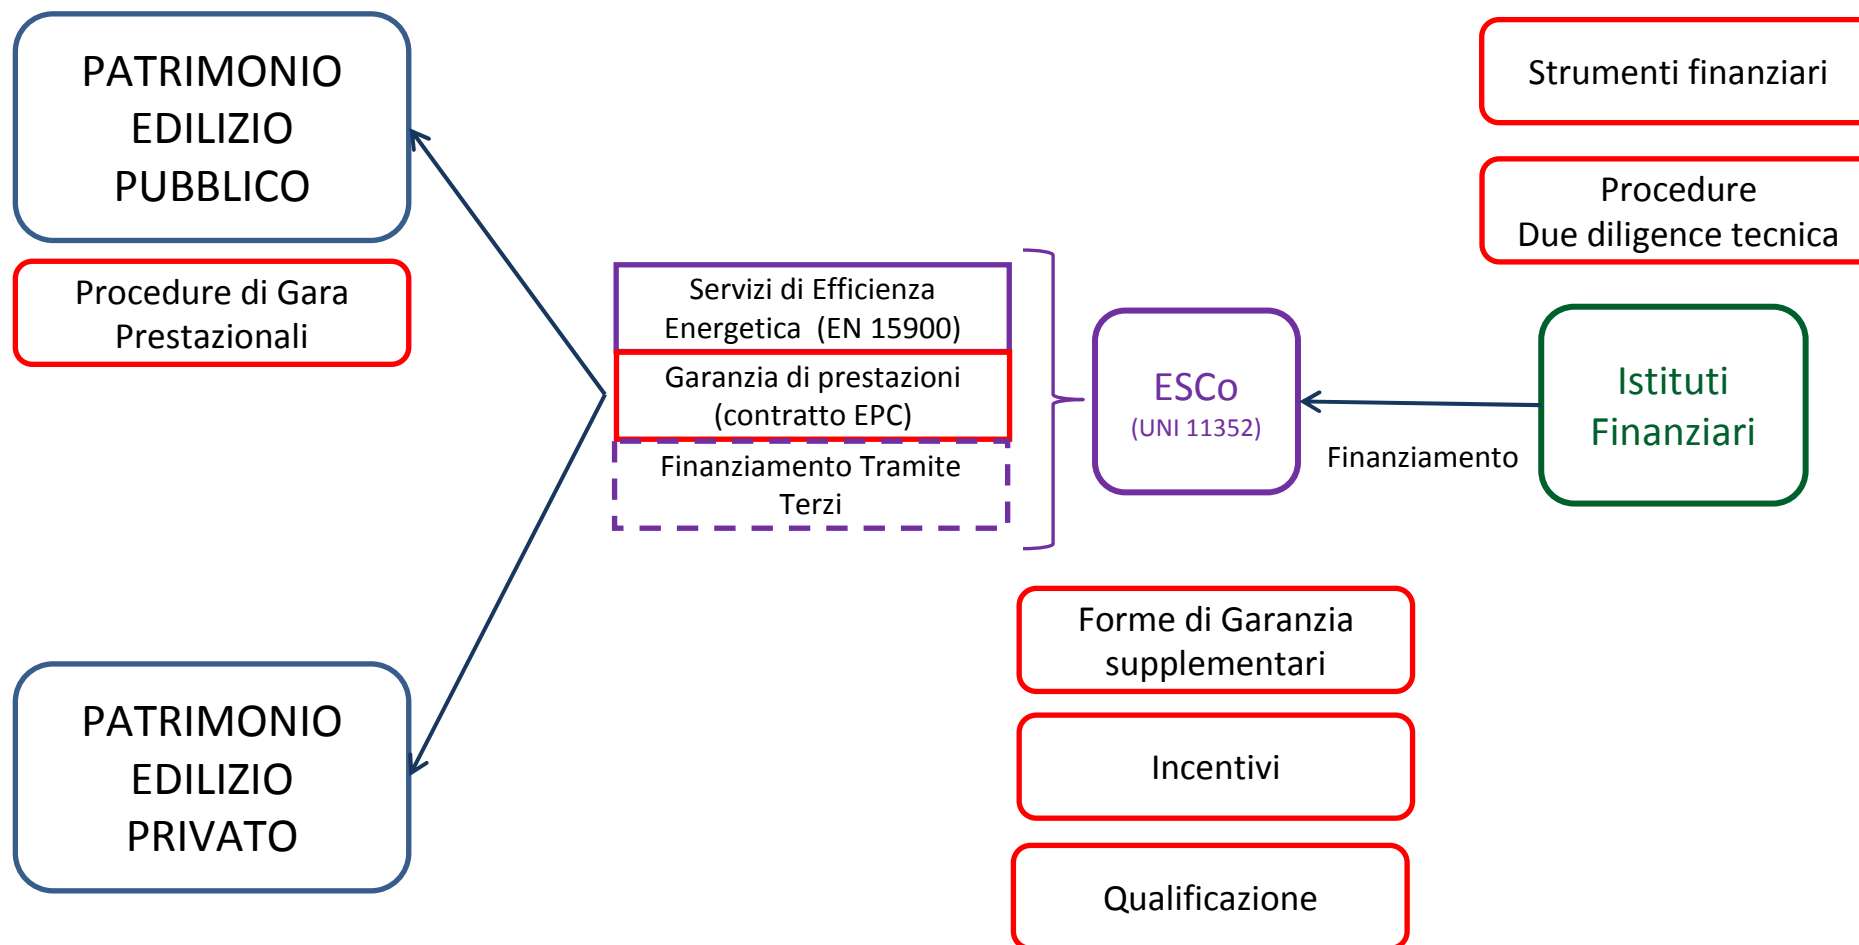 PATRIMONIO
EDILIZIO
PUBBLICO
Procedure di Gara
Prestazionali
PATRIMONIO
EDILIZIO
PRIVATO
Servizi di Efficienza
Energetica (EN 15900)
Garanzia di prestazioni
(contratto EPC)
Finanziamento Tramite
Terzi
ESCo
(UNI 11352)
Finanziamento
Strumenti finanziari
Procedure
Due diligence tecnica
Istituti
Finanziari
Forme di Garanzia
supplementari
Incentivi
Qualificazione